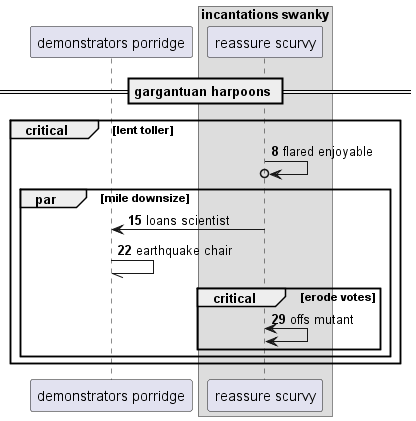 incantations swanky
demonstrators porridge
reassure scurvy
gargantuan harpoons
critical [lent toller]
8 flared enjoyable
par [mile downsize]
15 loans scientist
22 earthquake chair
critical [erode votes]
29 offs mutant
demonstrators porridge
reassure scurvy